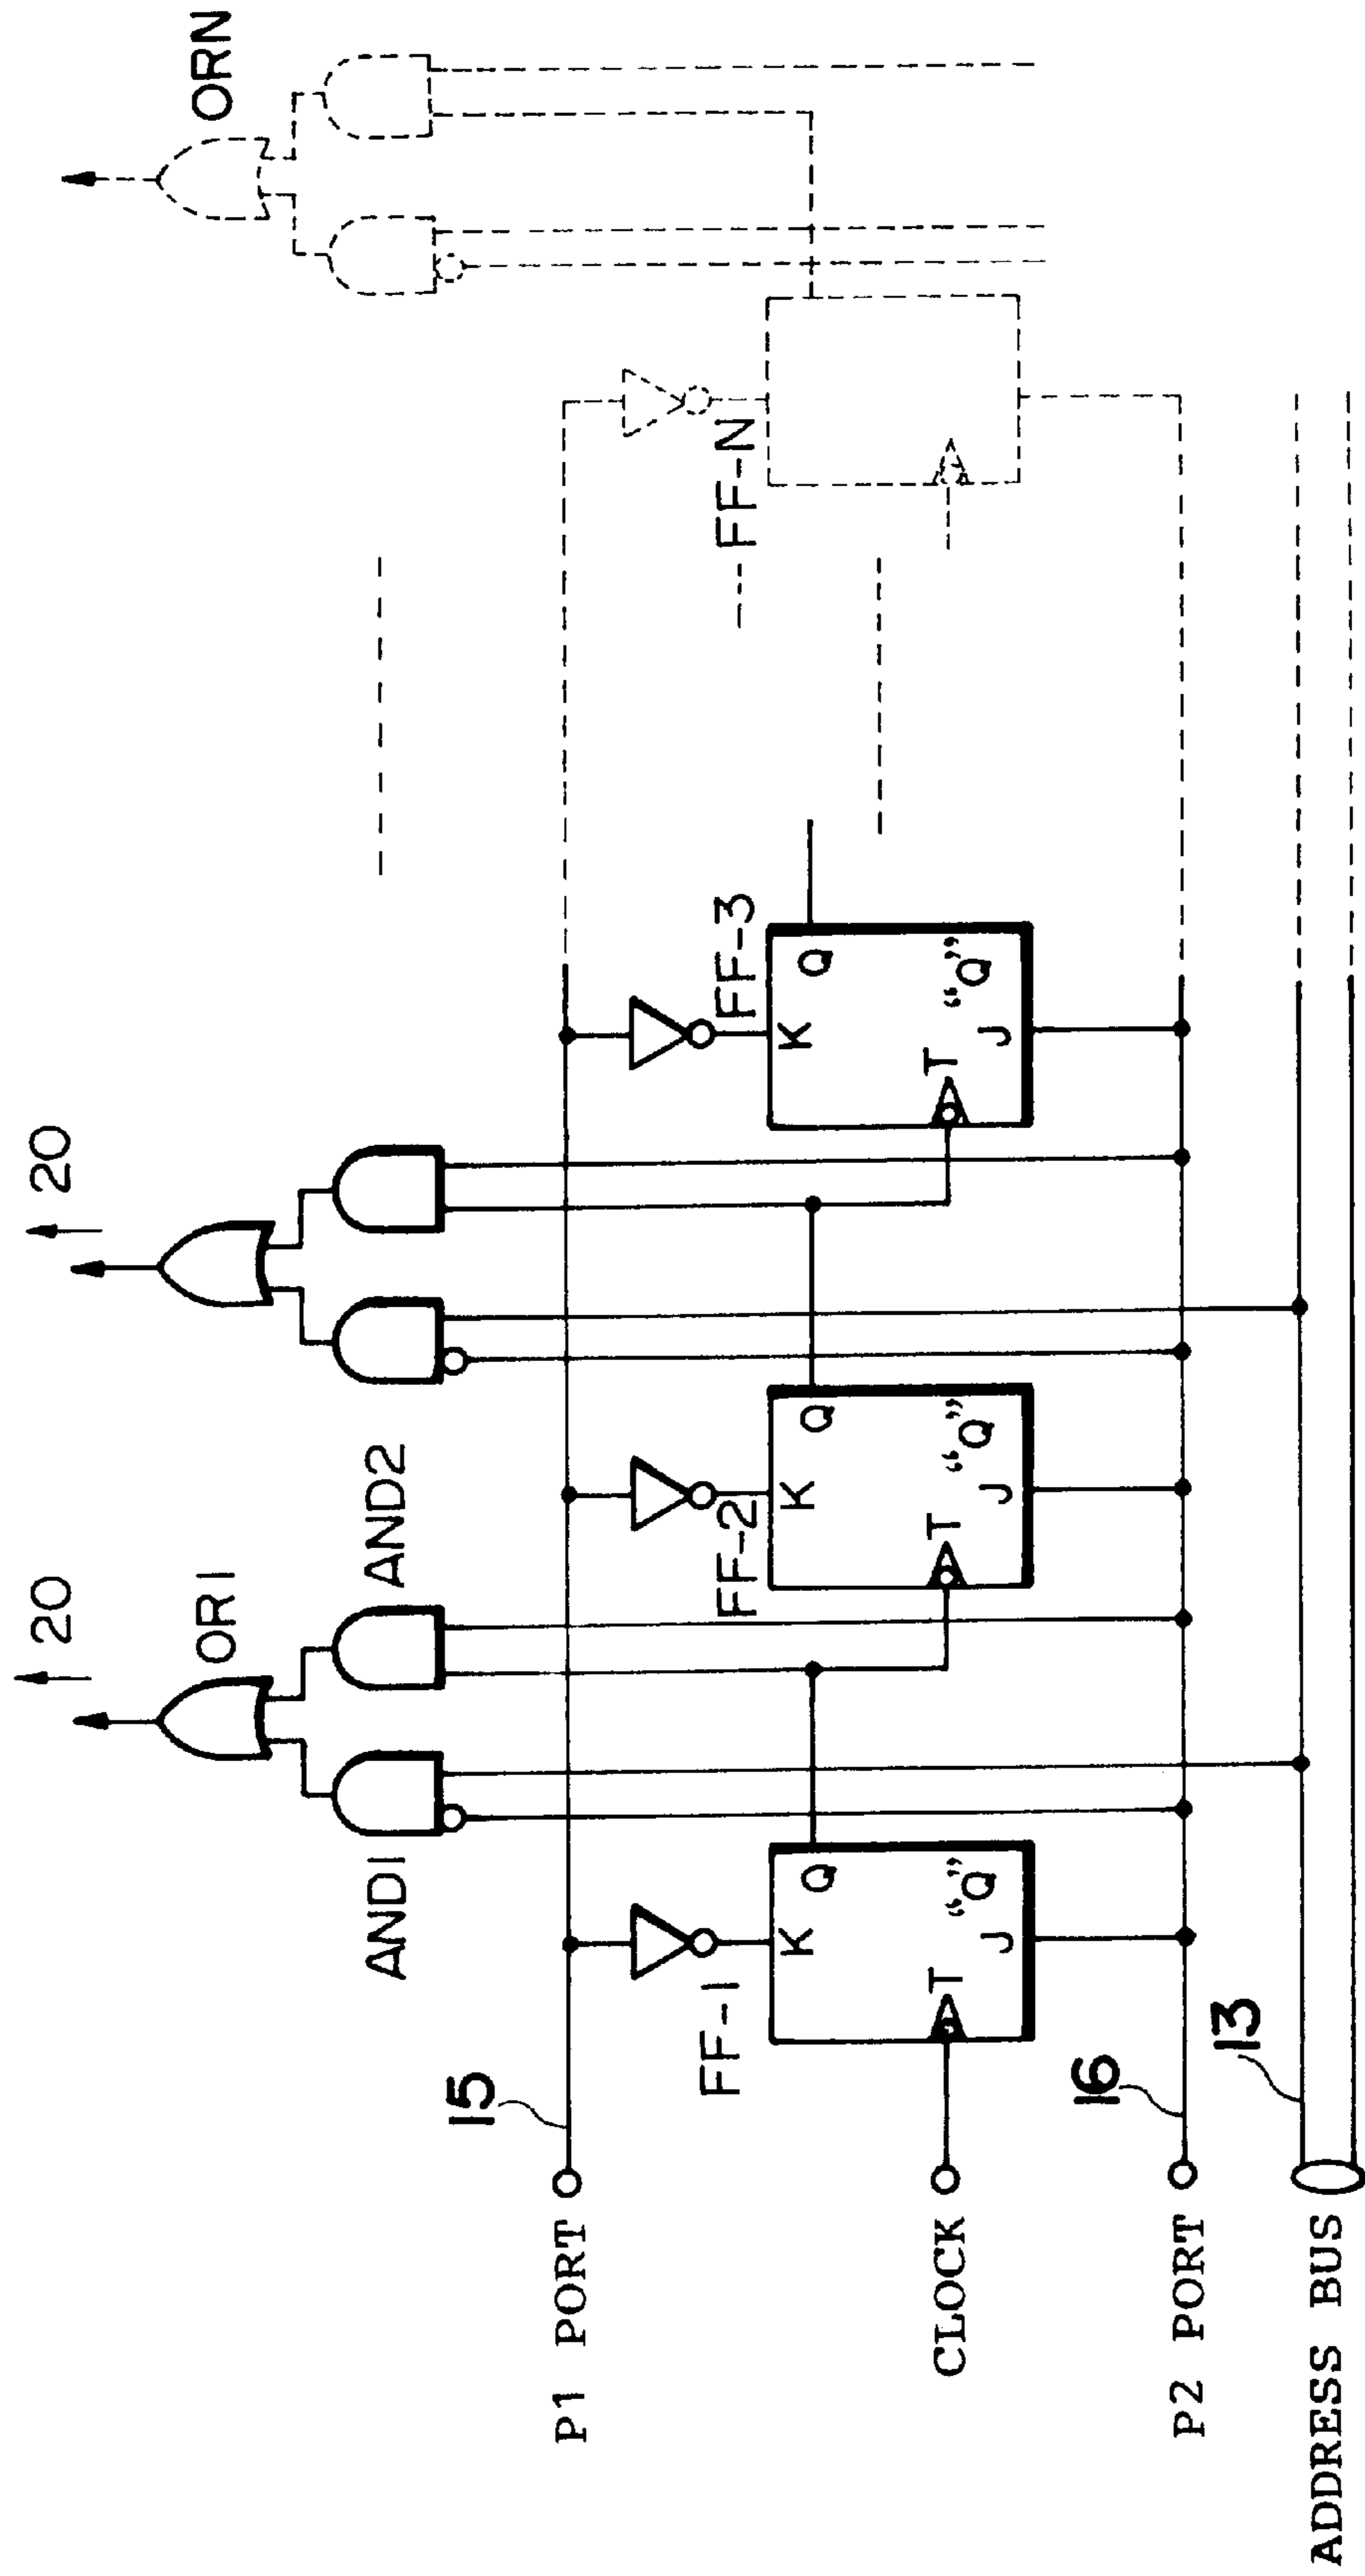 20
20
OR1
ORN
AND1
AND2
15
P1 PORT
FF-1
FF-2
FF-3
FF-N
K
Q
K
Q
K
Q
CLOCK
T
"Q"
T
"Q"
T
"Q"
J
J
J
16
P2 PORT
13
ADDRESS BUS